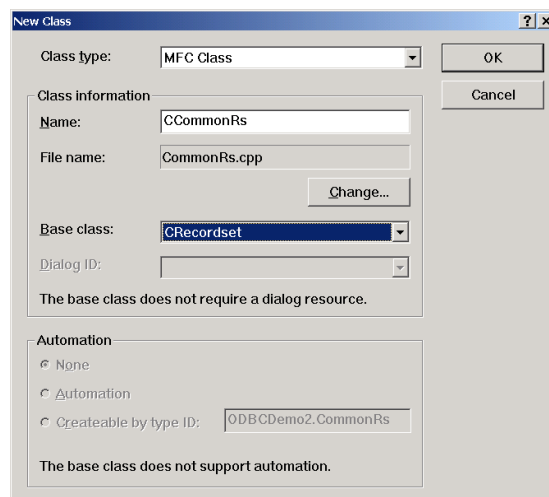 New Class
Class type: MFC Class
OK
Cancel
Class information
Name: CCommonRs
File name: CommonRs.cpp
Change...
Base class: CRecordset
Dialog ID:
The base class does not require a dialog resource.
Automation
None
Automation
Createable by type ID: ODBCDemo2.CommonRs
The base class does not support automation.